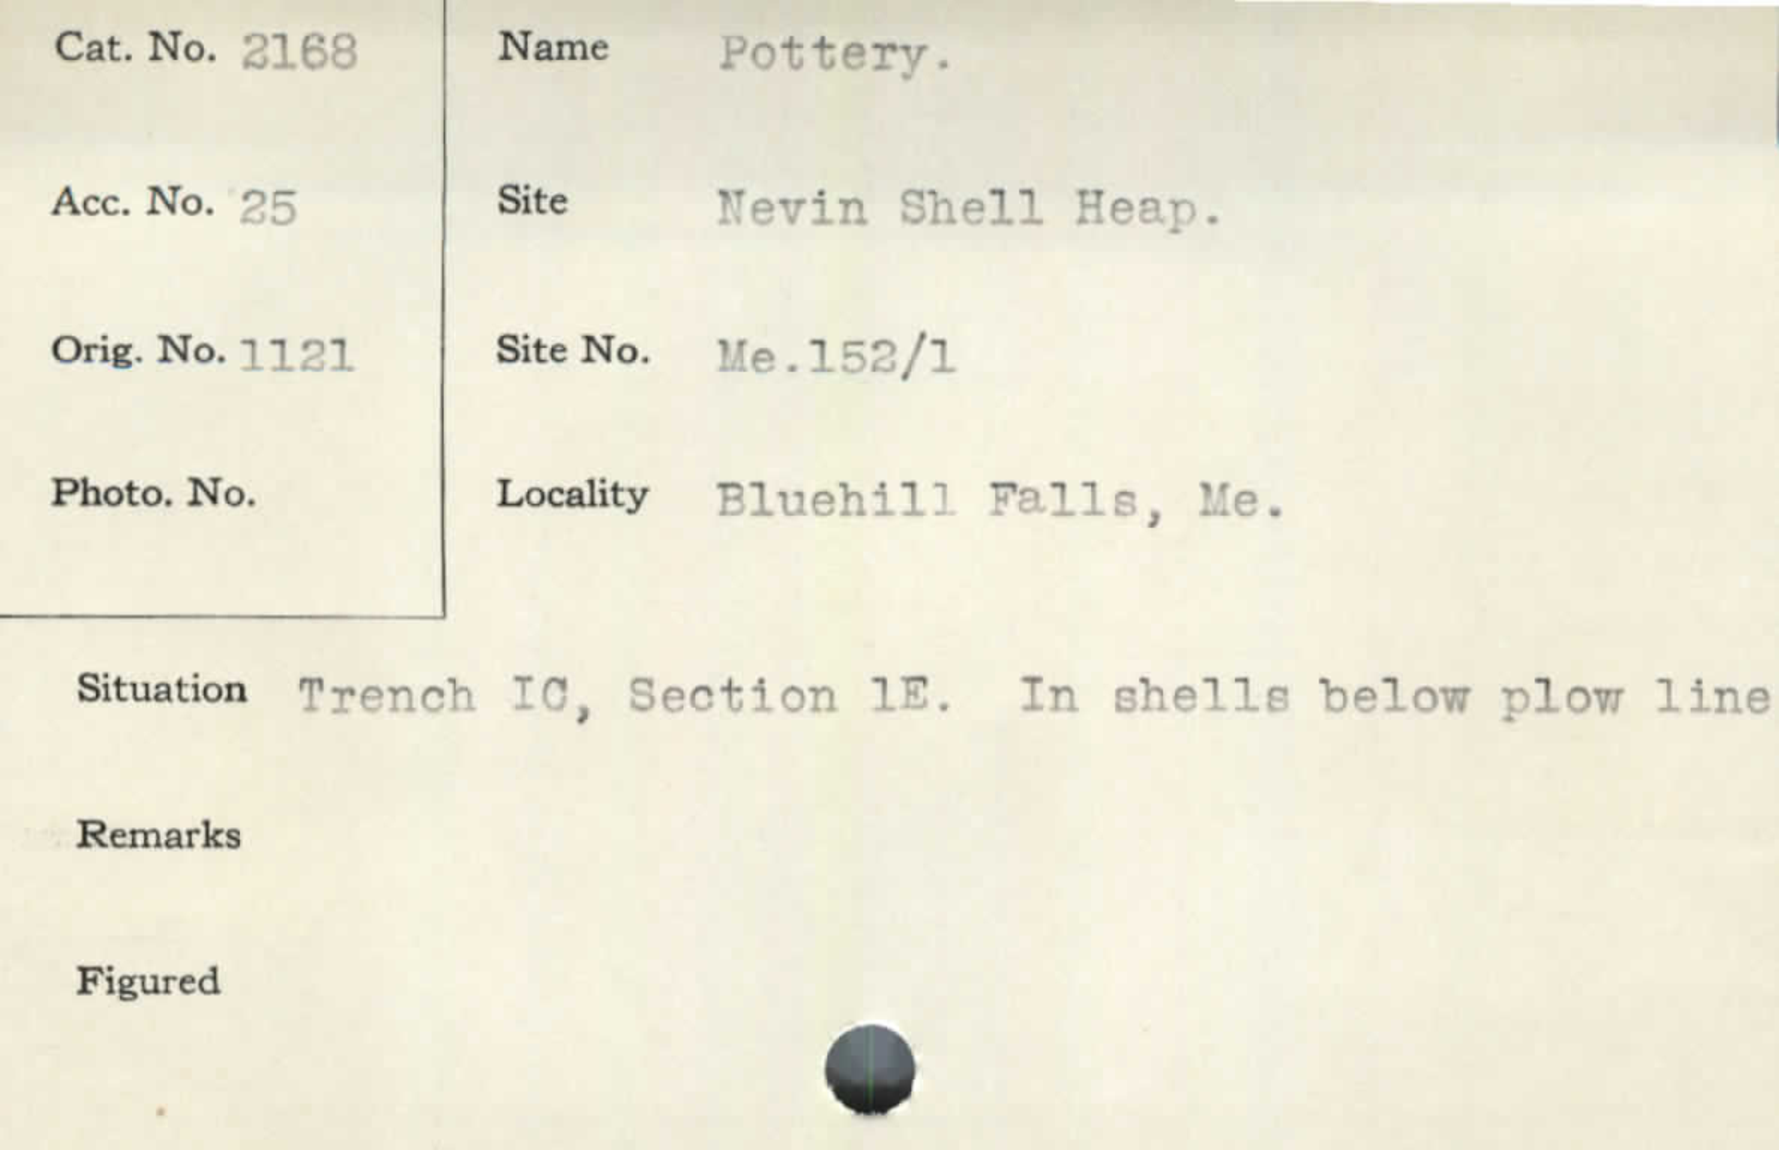 Cat. No. 2168
Name Pottery.
Acc. No. 25
Site Nevin Shell Heap.
Orig. No. 1121
Site No. Me.152/1
Photo. No.
Locality Bluehill Falls, Me.
Situation Trench IC, Section 1E. In shells below plow line
Remarks
Figured